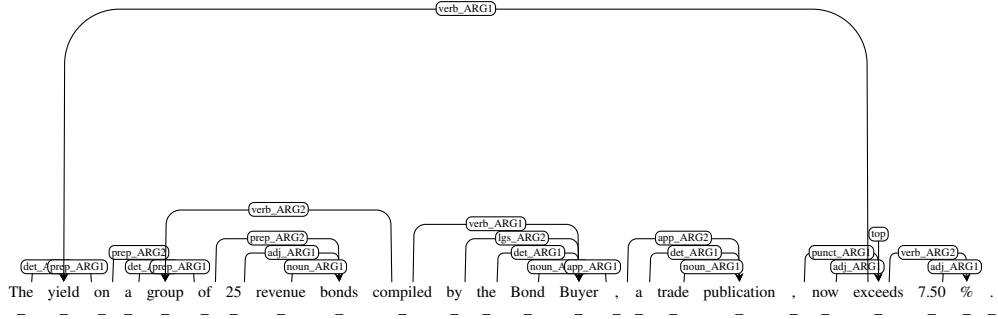 verb_ARG1
verb_ARG2
verb_ARG1
top
prep_ARG2 lgs_ARG2 app_ARG2
prep_ARG2 adj_ARG1 det_ARG1 det_ARG1 punct_ARG1 verb_ARG2
prep_ARG1 prep_ARG1 noun_ARG1 app_ARG1 noun_ARG1 adj_ARG1 adj_ARG1
The yield on a group of 25 revenue bonds compiled by the Bond Buyer , a trade publication , now exceeds 7.50 % .
_ _ _ _ _ _ _ _ _ _ _ _ _ _ _ _ _ _ _ _ _ _ _ _ _